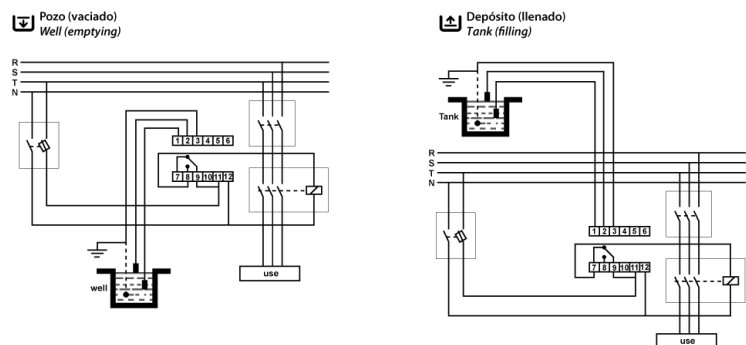 Pozo (vaciado)
Well (emptying)
R
S
T
N
1 2 3 4 5 6
7 8 9 10 11 12
well
use
Depósito (llenado)
Tank (filling)
Tank
R
S
T
N
1 2 3 4 5 6
7 8 9 10 11 12
use